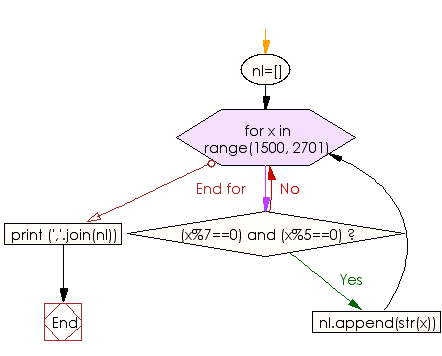 nl=[]
for x in
range(1500, 2701)
End for
No
print (','.join(nl))
(x%7==0) and (x%5==0) ?
Yes
End
nl.append(str(x))